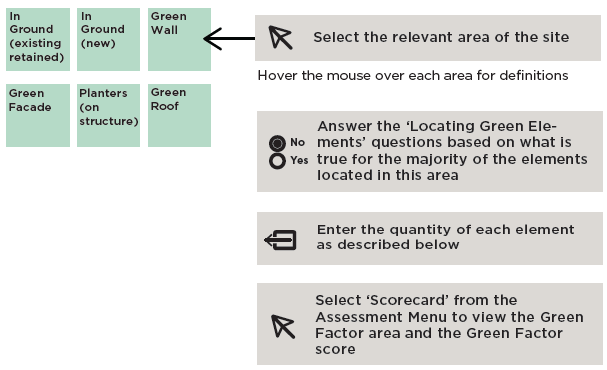 In
Ground
(existing
retained)
In
Ground
(new)
Green
Wall
Green
Facade
Planters
(on
structure)
Green
Roof
Select the relevant area of the site
Hover the mouse over each area for definitions
No
Yes
Answer the ‘Locating Green Ele-
ments’ questions based on what is
true for the majority of the elements
located in this area
Enter the quantity of each element
as described below
Select ‘Scorecard’ from the
Assessment Menu to view the Green
Factor area and the Green Factor
score